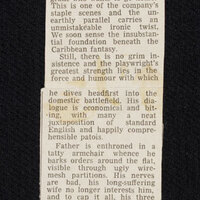 This is one of the company's
staple scenes and the un-
earthly parallel carries an
unmistakeable ironic twist.
We soon sense the insubstan-
tial foundation beneath the
Caribbean fantasy.
Still, there is no grim in-
sistence and the playwright's
greatest strength lies in the
force and humour with which
he dives headfirst into the
domestic battlefield. His dia-
logue is economical and bit-
ing, with many a neat
juxtaposition of standard
English and happily compre-
hensible patois.
Father is enthroned in a
tatty armchair whence he
barks orders around the flat,
visible through ugly wire-
mesh partitions. His nerves
are bad, his long-suffering
wife no longer interests him,
and to cap it all, his three